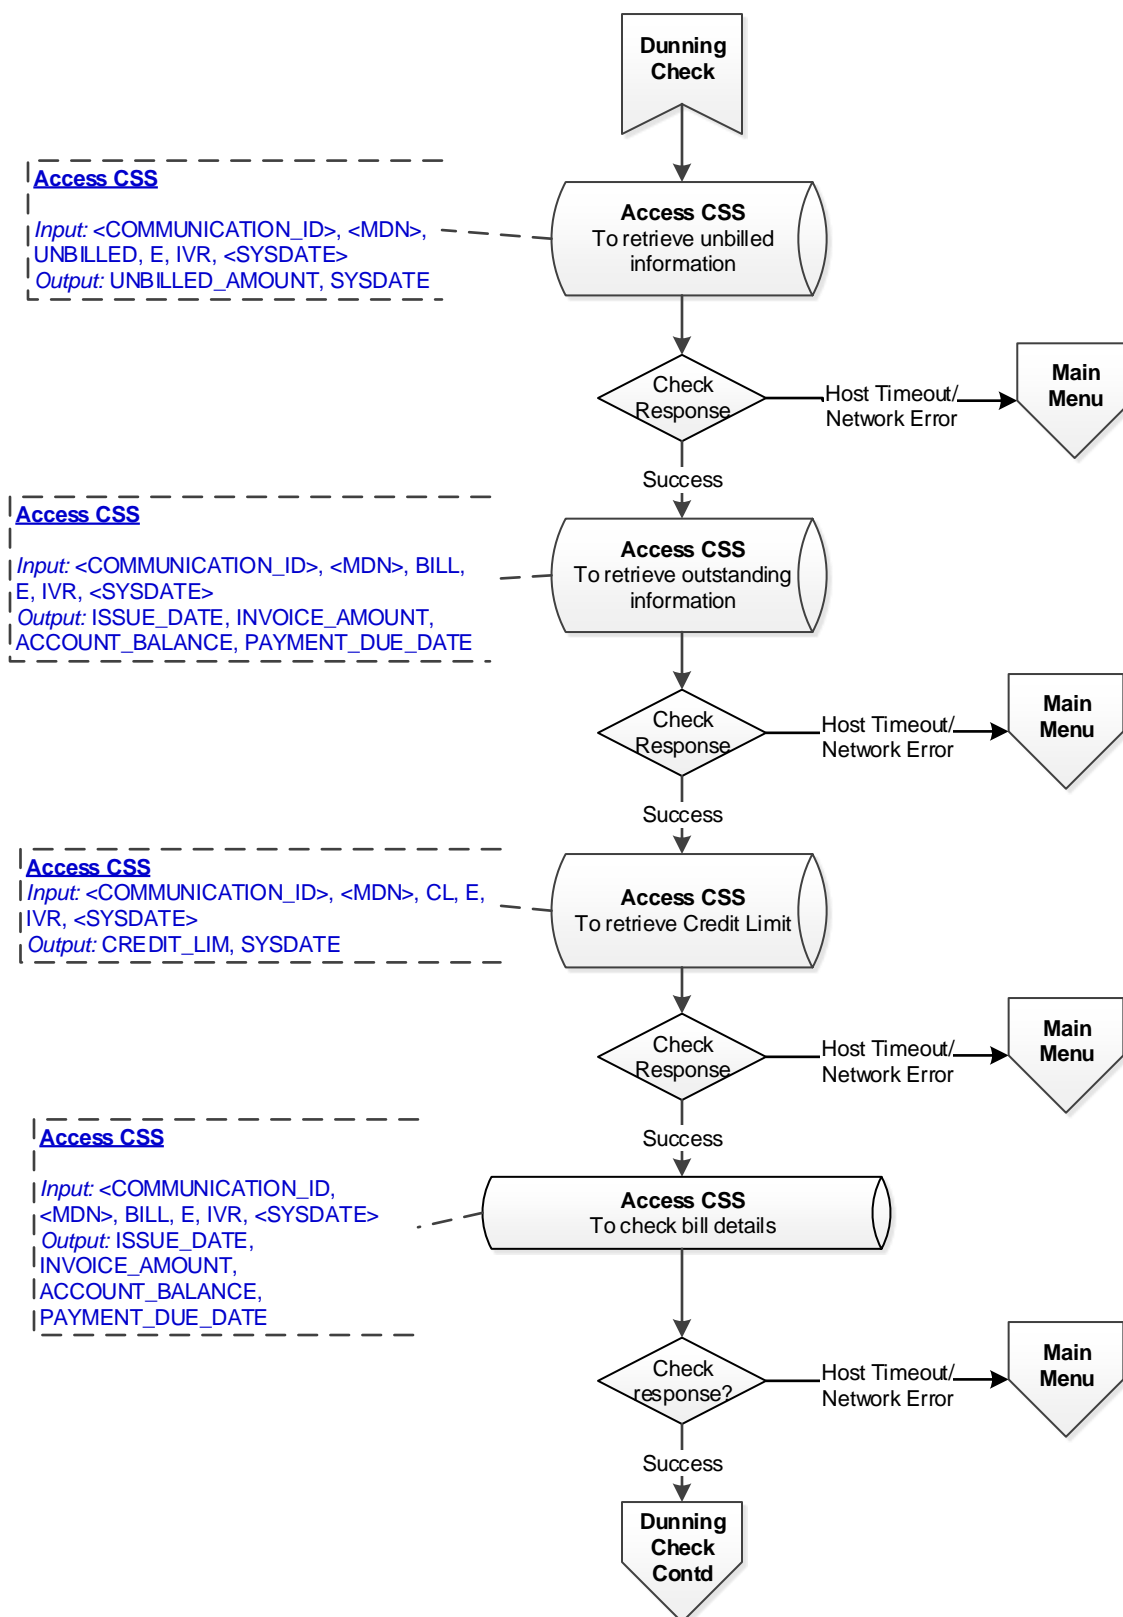 Dunning
Check
Access CSS
Input: <COMMUNICATION_ID>, <MDN>,
UNBILLED, E, IVR, <SYSDATE>
Output: UNBILLED_AMOUNT, SYSDATE
Access CSS
To retrieve unbilled
information
Check
Response
Host Timeout/
Network Error
Main
Menu
Success
Access CSS
Input: <COMMUNICATION_ID>, <MDN>, BILL,
E, IVR, <SYSDATE>
Output: ISSUE_DATE, INVOICE_AMOUNT,
ACCOUNT_BALANCE, PAYMENT_DUE_DATE
Access CSS
To retrieve outstanding
information
Check
Response
Host Timeout/
Network Error
Main
Menu
Success
Access CSS
Input: <COMMUNICATION_ID>, <MDN>, CL, E,
IVR, <SYSDATE>
Output: CREDIT_LIM, SYSDATE
Access CSS
To retrieve Credit Limit
Check
Response
Host Timeout/
Network Error
Main
Menu
Success
Access CSS
Input: <COMMUNICATION_ID,
<MDN>, BILL, E, IVR, <SYSDATE>
Output: ISSUE_DATE,
INVOICE_AMOUNT,
ACCOUNT_BALANCE,
PAYMENT_DUE_DATE
Access CSS
To check bill details
Check
response?
Host Timeout/
Network Error
Main
Menu
Success
Dunning
Check
Contd